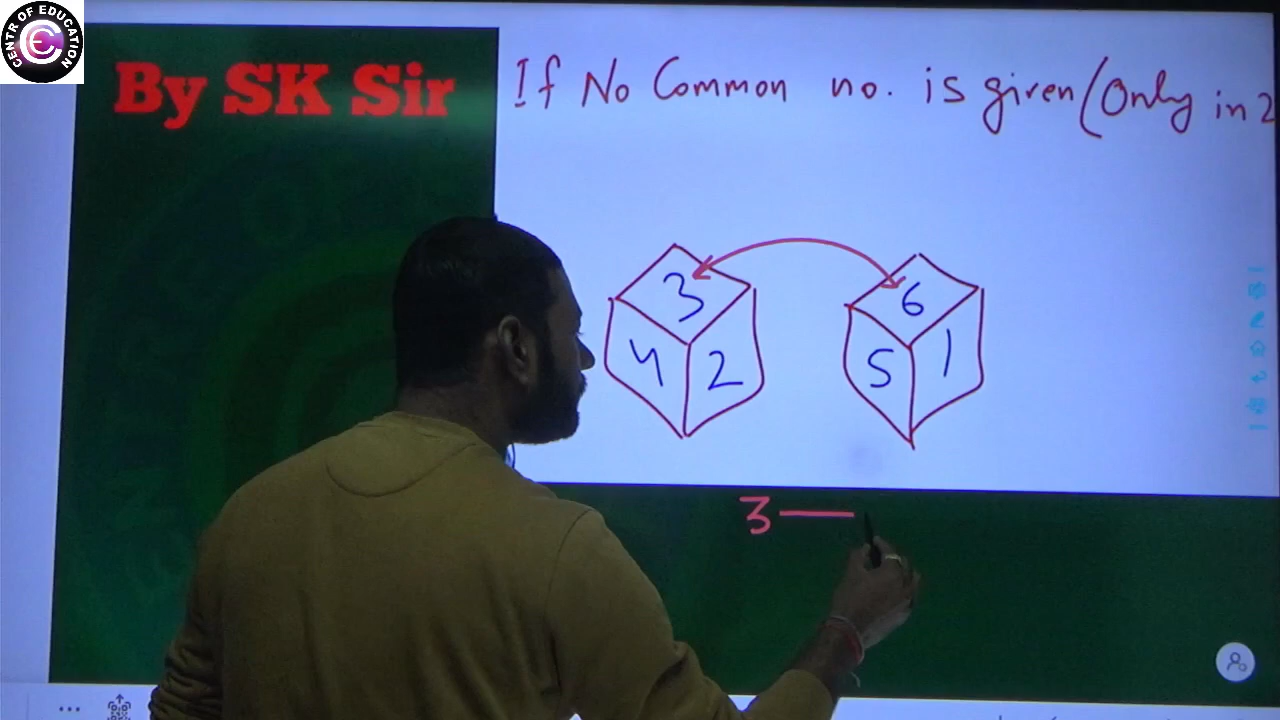 CENTR OF EDUCATION
By SK Sir
If No Common no. is given (Only in 2
3
4 2
6
5 1
3